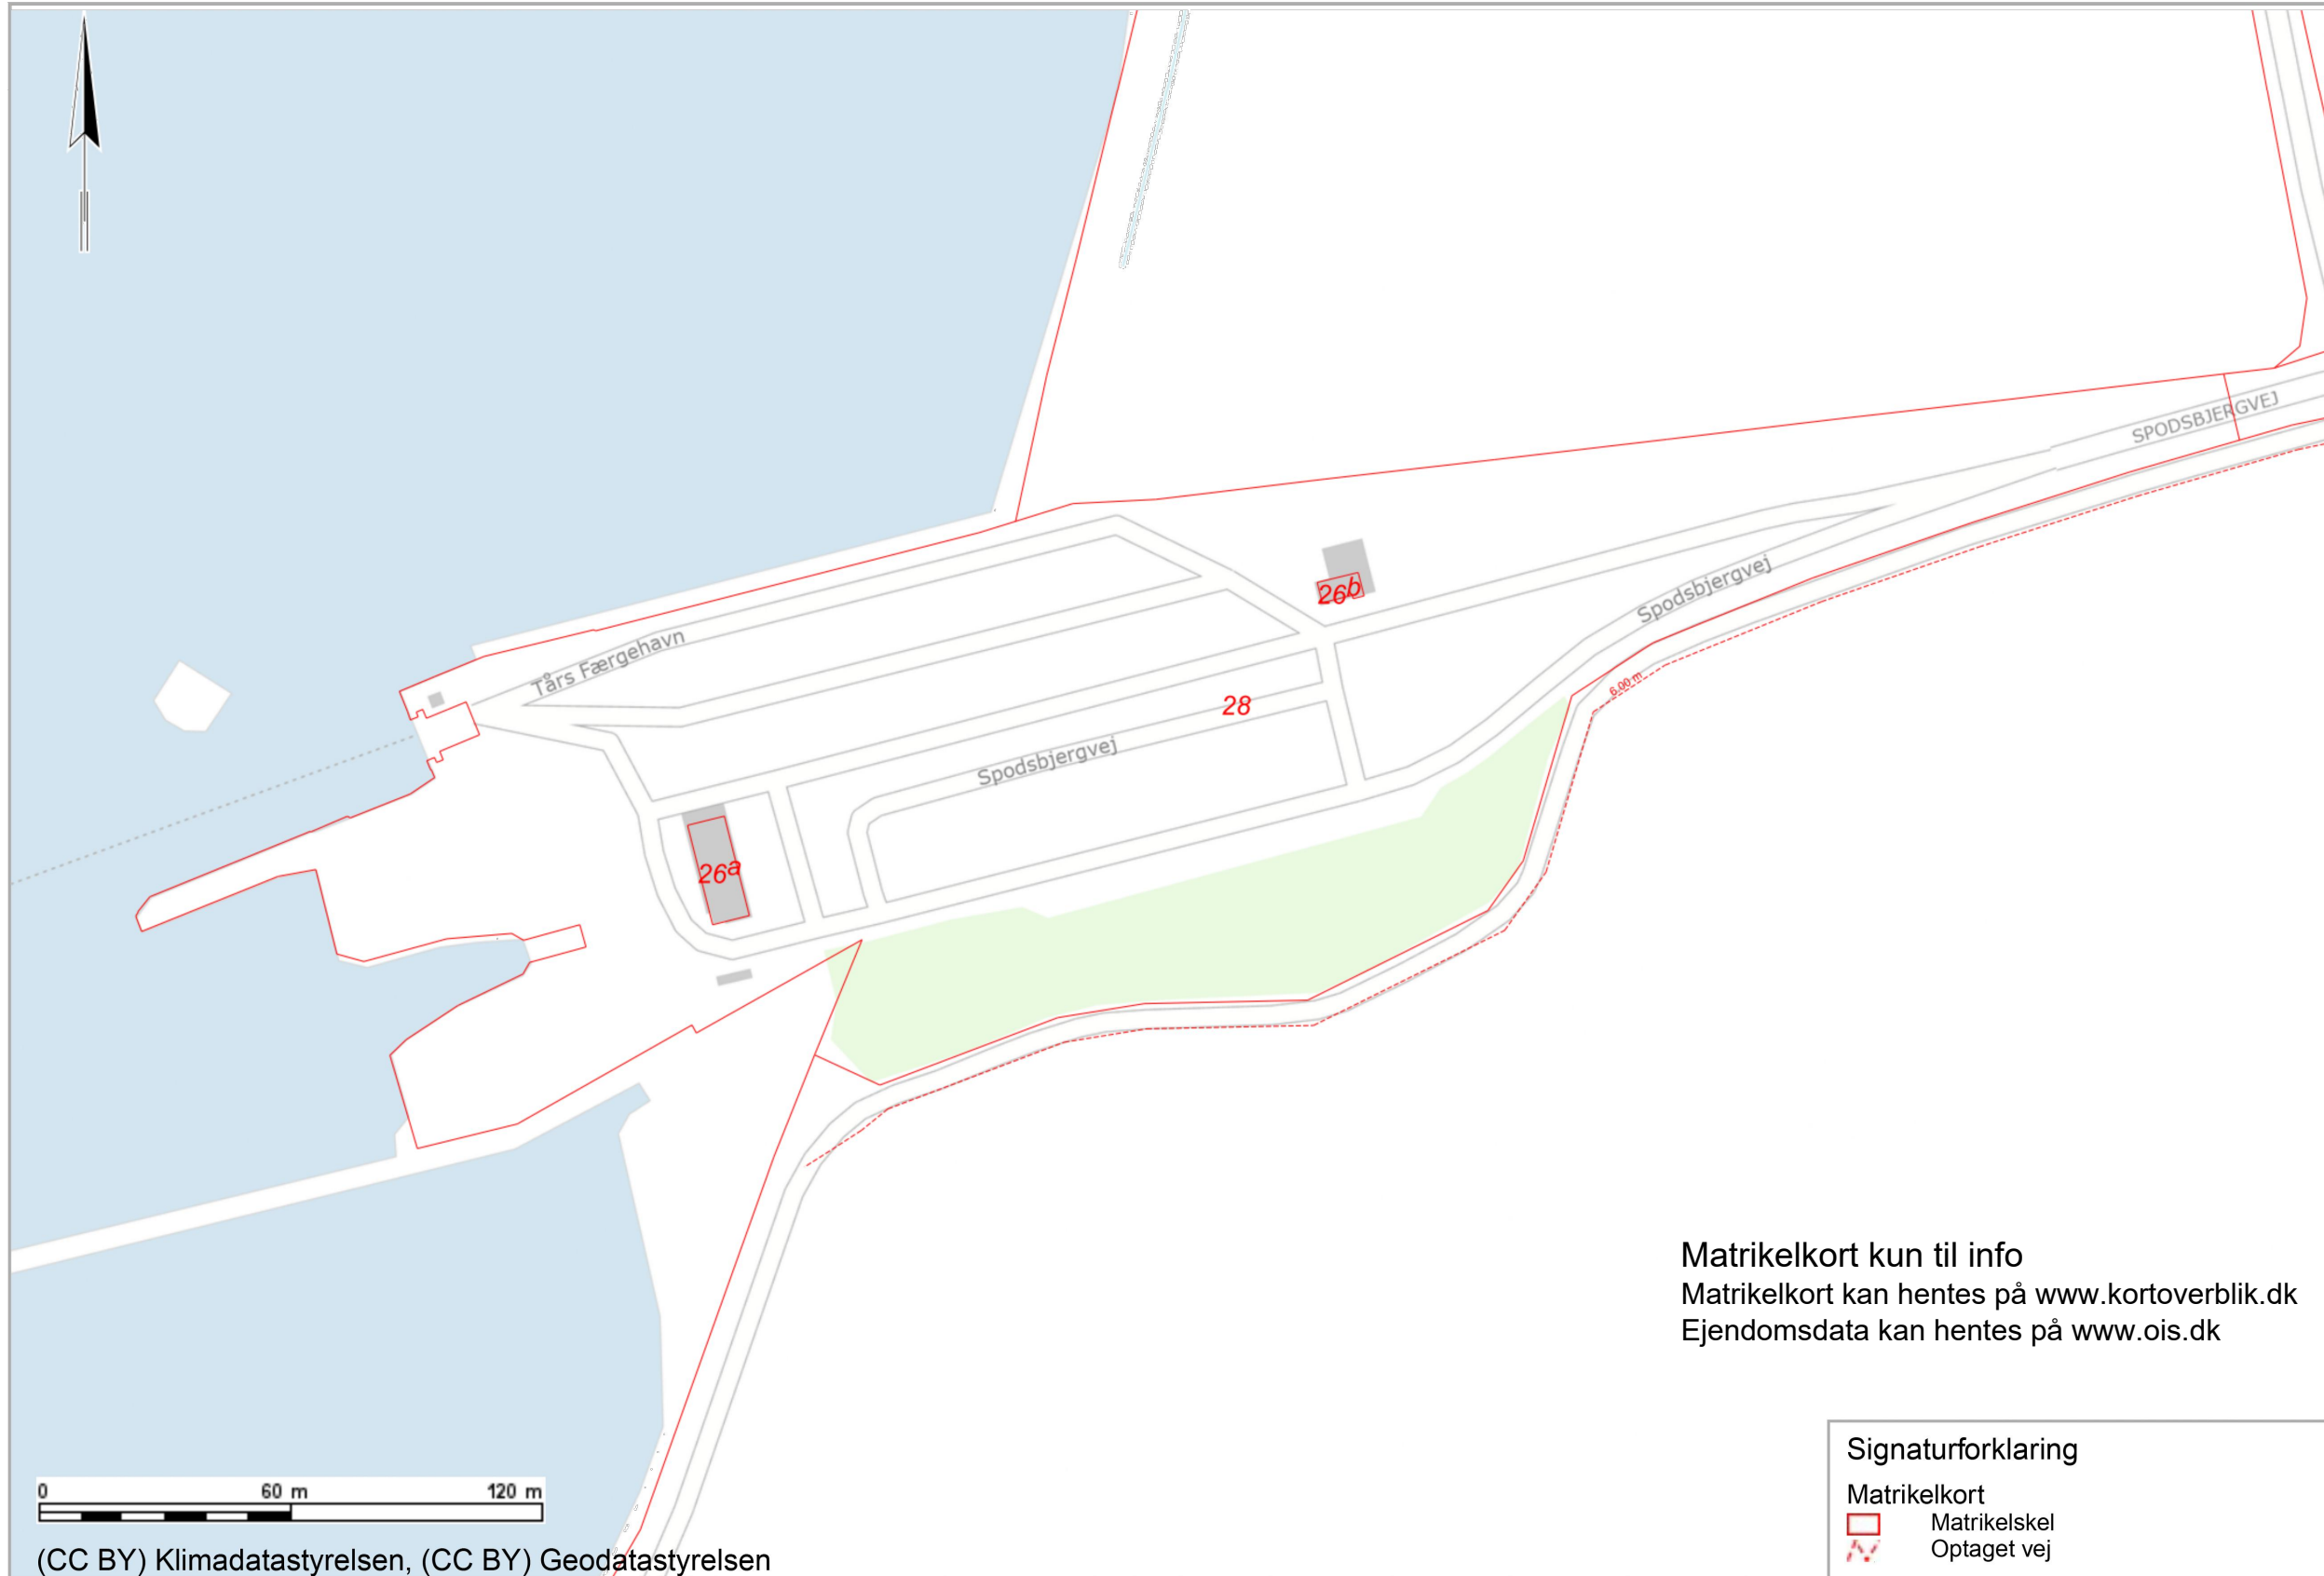 SPODSBJERGVEJ
Spodsbjergvej
26b
Tårs Færgehavn
6.00 m
28
Spodsbjergvej
26a
Matrikelkort kun til info
Matrikelkort kan hentes på www.kortoverblik.dk
Ejendomsdata kan hentes på www.ois.dk
Signaturforklaring
Matrikelkort
Matrikelskel
Optaget vej
0 60 m 120 m
(CC BY) Klimadatastyrelsen, (CC BY) Geodatastyrelsen